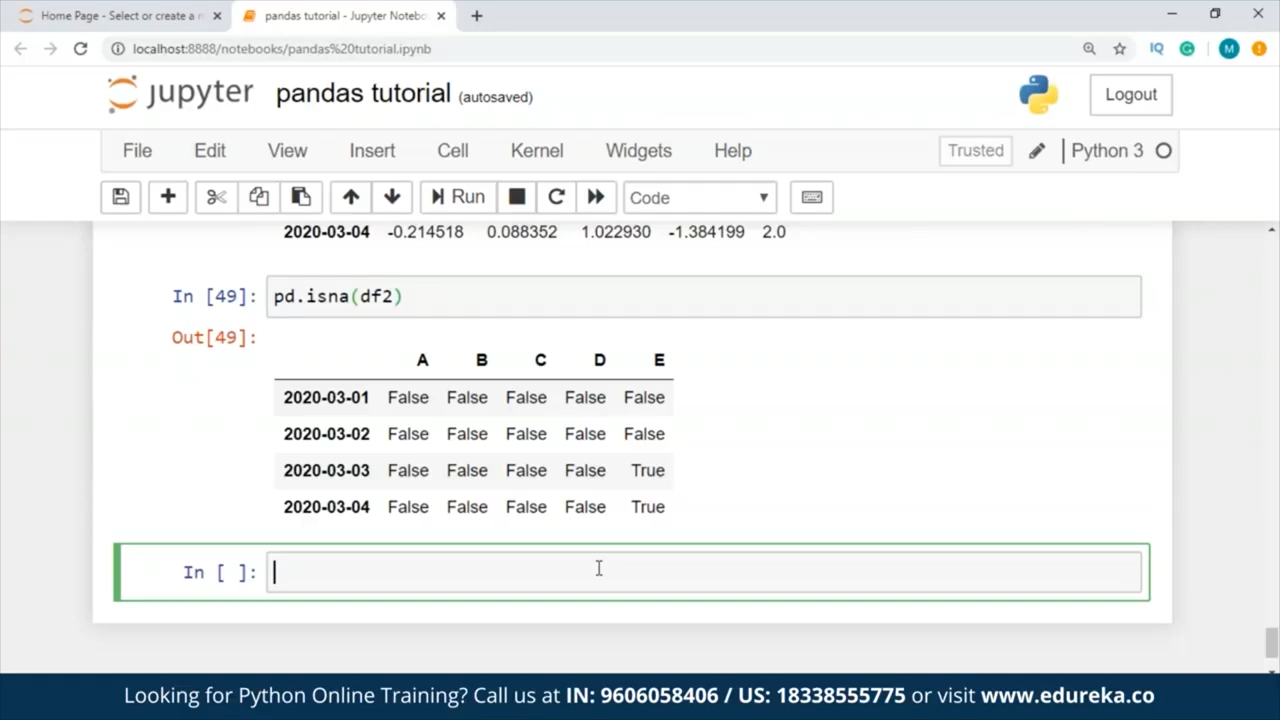 Home Page - Select or create a n
pandas tutorial - Jupyter Notebo
localhost:8888/notebooks/pandas%20tutorial.ipynb
IQ
G
M
jupyter pandas tutorial (autosaved)
Logout
File Edit View Insert Cell Kernel Widgets Help Trusted Python 3
Run Code
2020-03-04 -0.214518 0.088352 1.022930 -1.384199 2.0
In [49]: pd.isna(df2)
Out[49]:
A B C D E
2020-03-01 False False False False False
2020-03-02 False False False False False
2020-03-03 False False False False True
2020-03-04 False False False False True
In [ ]:
Looking for Python Online Training? Call us at IN: 9606058406 / US: 18338555775 or visit www.edureka.co